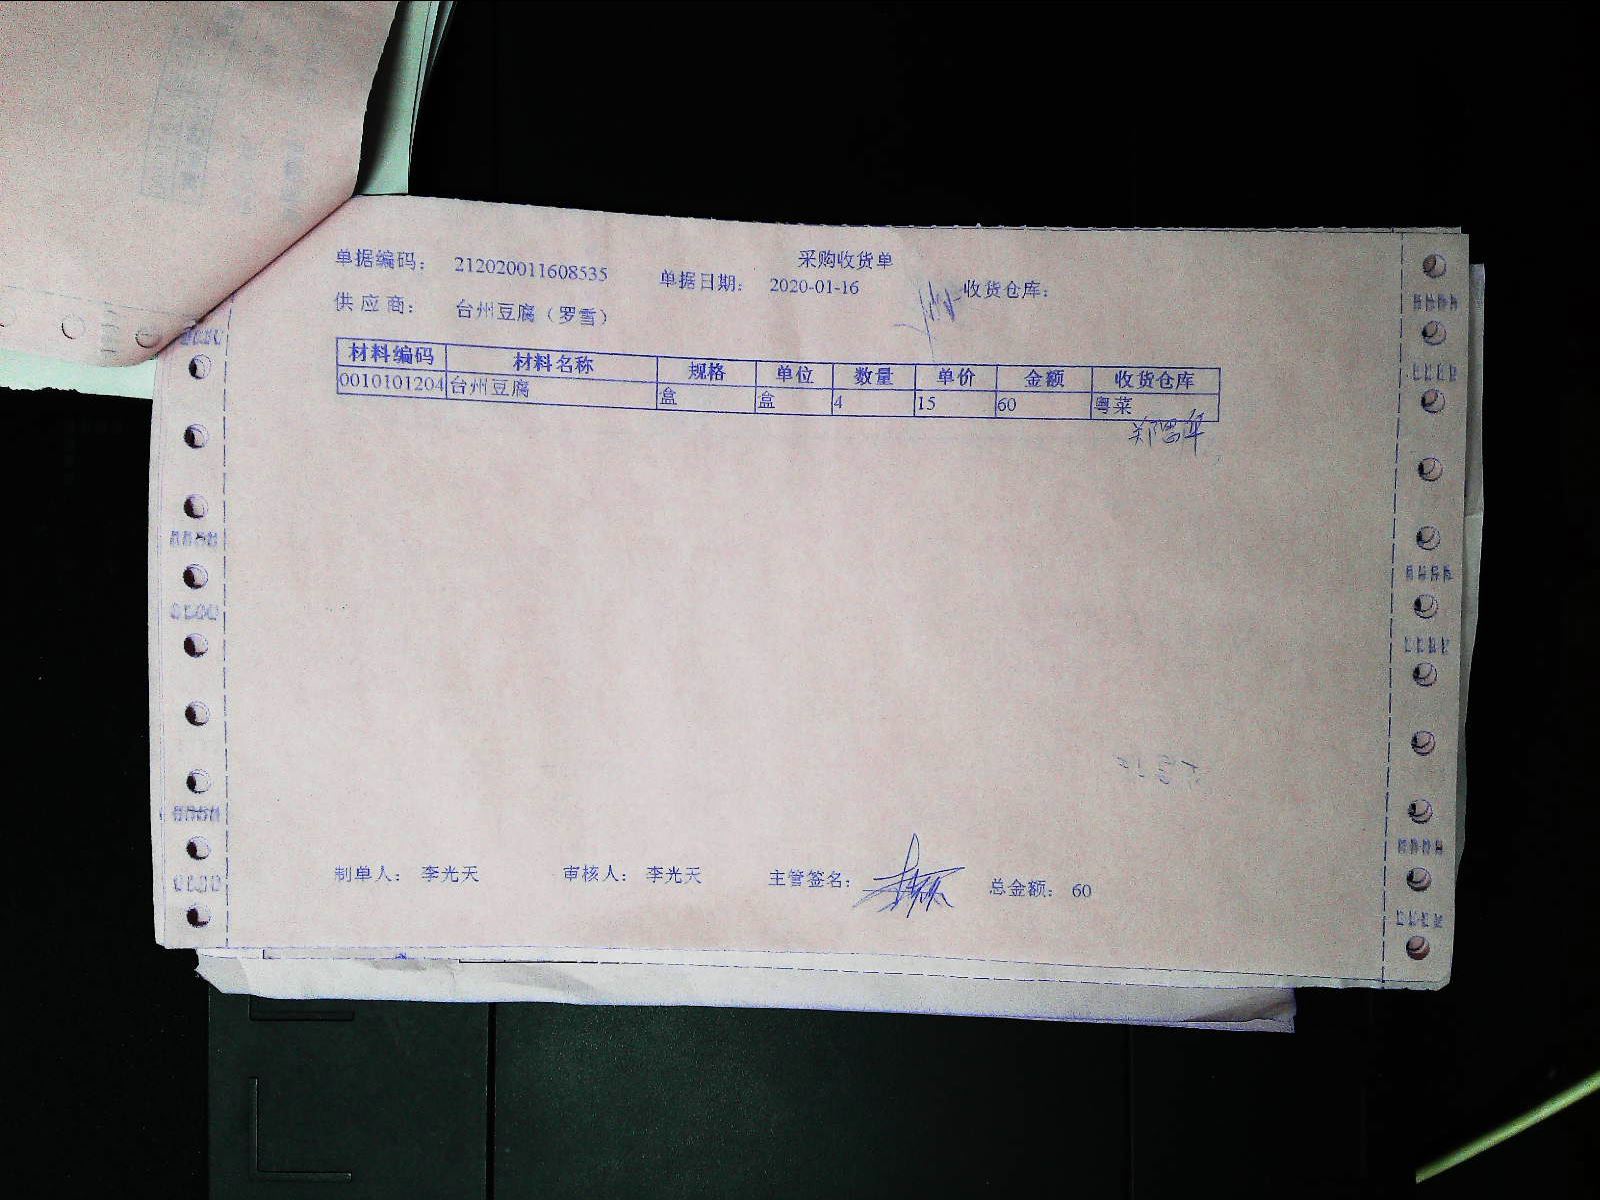 采购收货单
单据编码： 212020011608535 单据日期： 2020-01-16 收货仓库：
供应商： 台州豆腐（罗雪）
材料编码 材料名称 规格 单位 数量 单价 金额 收货仓库
0010101204 台州豆腐 盒 盒 4 15 60 粤菜
制单人： 李光天 审核人： 李光天 主管签名： 总金额： 60